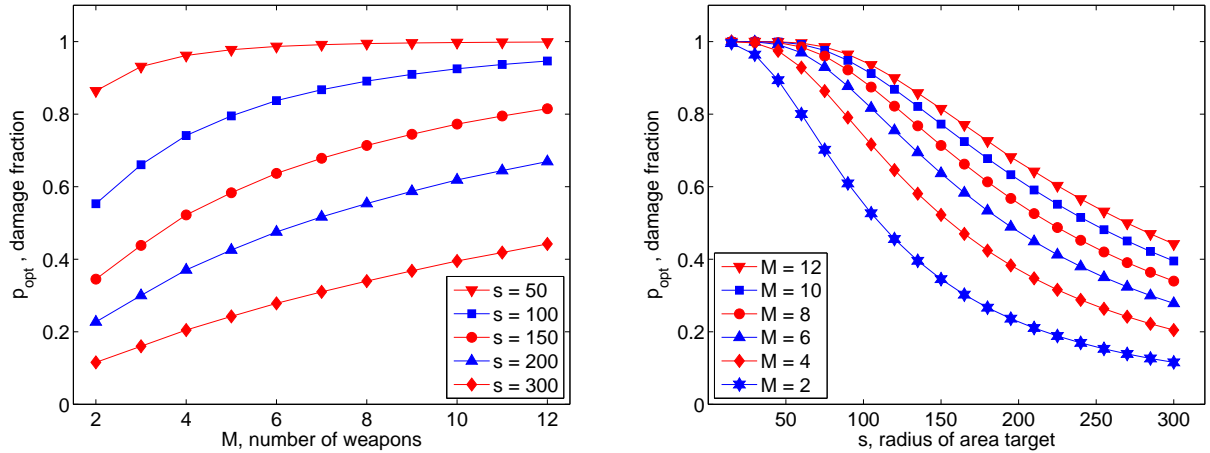 p_opt , damage fraction
1
0.8
0.6
0.4
0.2
0
2 4 6 8 10 12
M, number of weapons
s = 50
s = 100
s = 150
s = 200
s = 300
p_opt , damage fraction
1
0.8
0.6
0.4
0.2
0
50 100 150 200 250 300
s, radius of area target
M = 12
M = 10
M = 8
M = 6
M = 4
M = 2